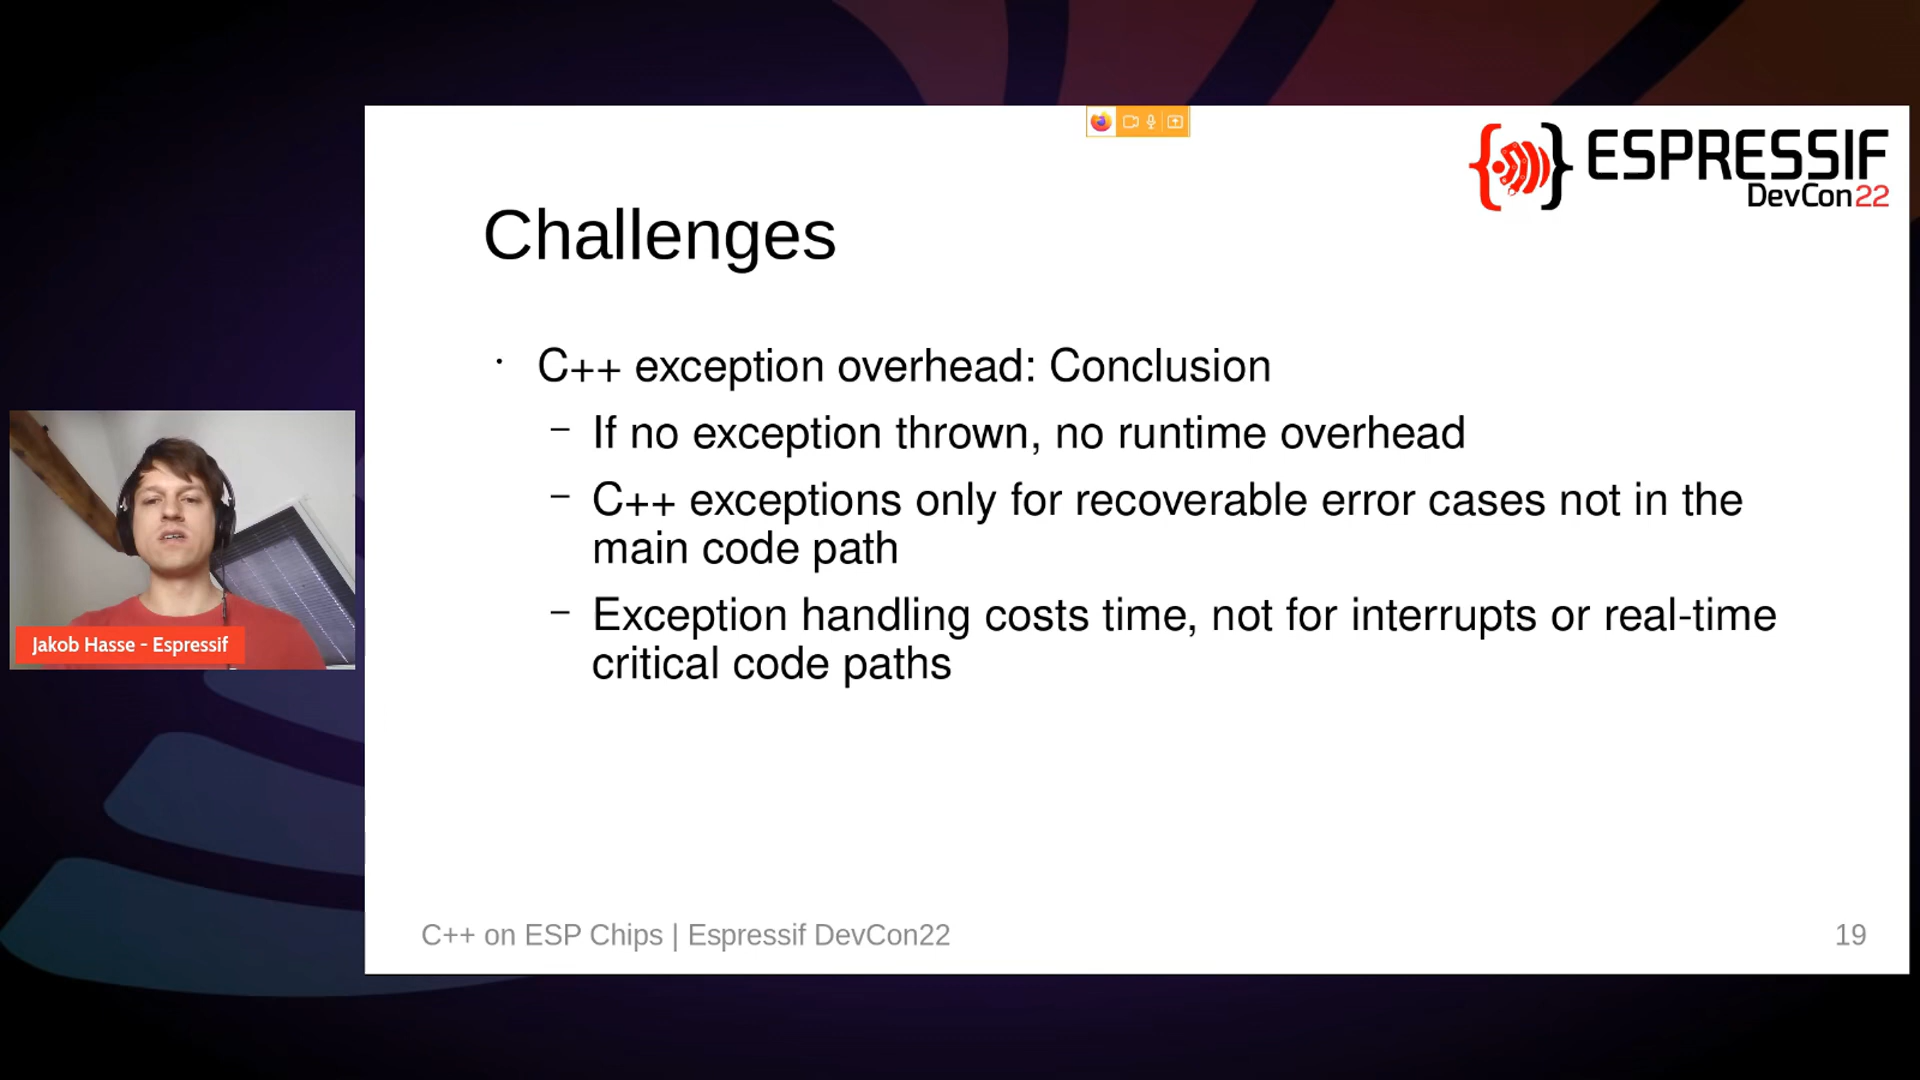 ESPRESSIF
DevCon22
Challenges
· C++ exception overhead: Conclusion
– If no exception thrown, no runtime overhead
– C++ exceptions only for recoverable error cases not in the
main code path
– Exception handling costs time, not for interrupts or real-time
critical code paths
Jakob Hasse - Espressif
C++ on ESP Chips | Espressif DevCon22
19